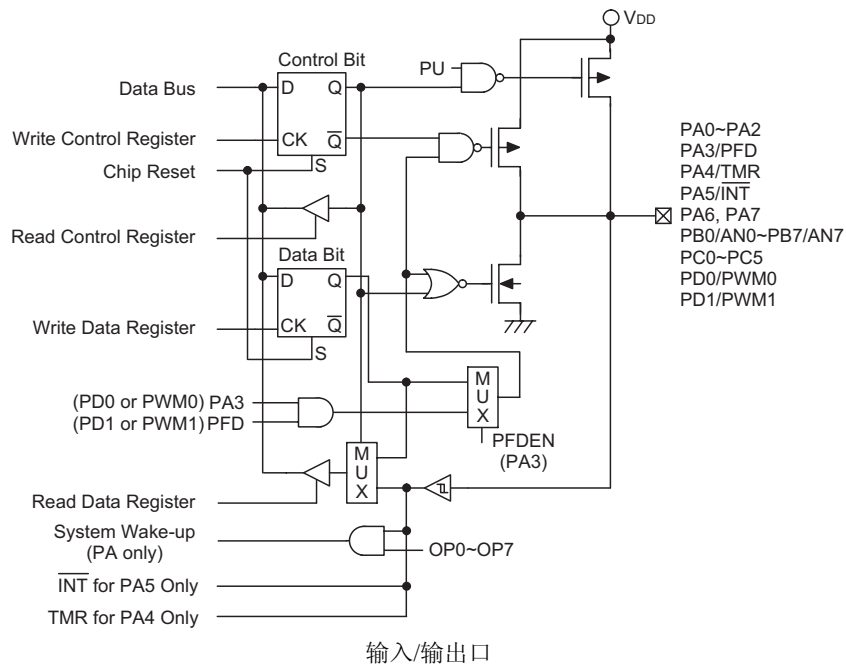 VDD
Control Bit
PU
Data Bus
D Q
Write Control Register
CK Q̅
Chip Reset
S
PA0~PA2
PA3/PFD
PA4/TMR
PA5/I̅N̅T̅
PA6, PA7
PB0/AN0~PB7/AN7
PC0~PC5
PD0/PWM0
PD1/PWM1
Read Control Register
Data Bit
D Q
Write Data Register
CK Q̅
S
(PD0 or PWM0) PA3
(PD1 or PWM1) PFD
MUX
PFDEN
(PA3)
MUX
Read Data Register
System Wake-up
(PA only)
OP0~OP7
I̅N̅T̅ for PA5 Only
TMR for PA4 Only
输入/输出口